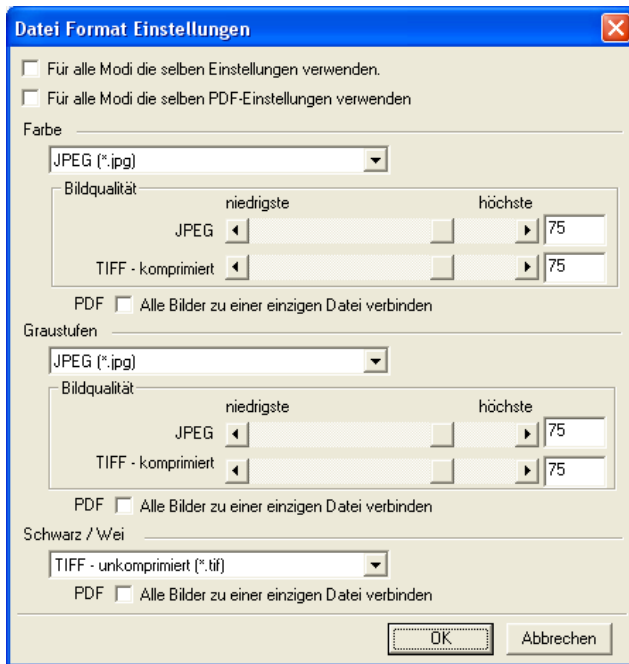 Datei Format Einstellungen
Für alle Modi die selben Einstellungen verwenden.
Für alle Modi die selben PDF-Einstellungen verwenden
Farbe
JPEG (*.jpg)
Bildqualität
niedrigste höchste
JPEG 75
TIFF - komprimiert 75
PDF Alle Bilder zu einer einzigen Datei verbinden
Graustufen
JPEG (*.jpg)
Bildqualität
niedrigste höchste
JPEG 75
TIFF - komprimiert 75
PDF Alle Bilder zu einer einzigen Datei verbinden
Schwarz / Wei
TIFF - unkomprimiert (*.tif)
PDF Alle Bilder zu einer einzigen Datei verbinden
OK Abbrechen